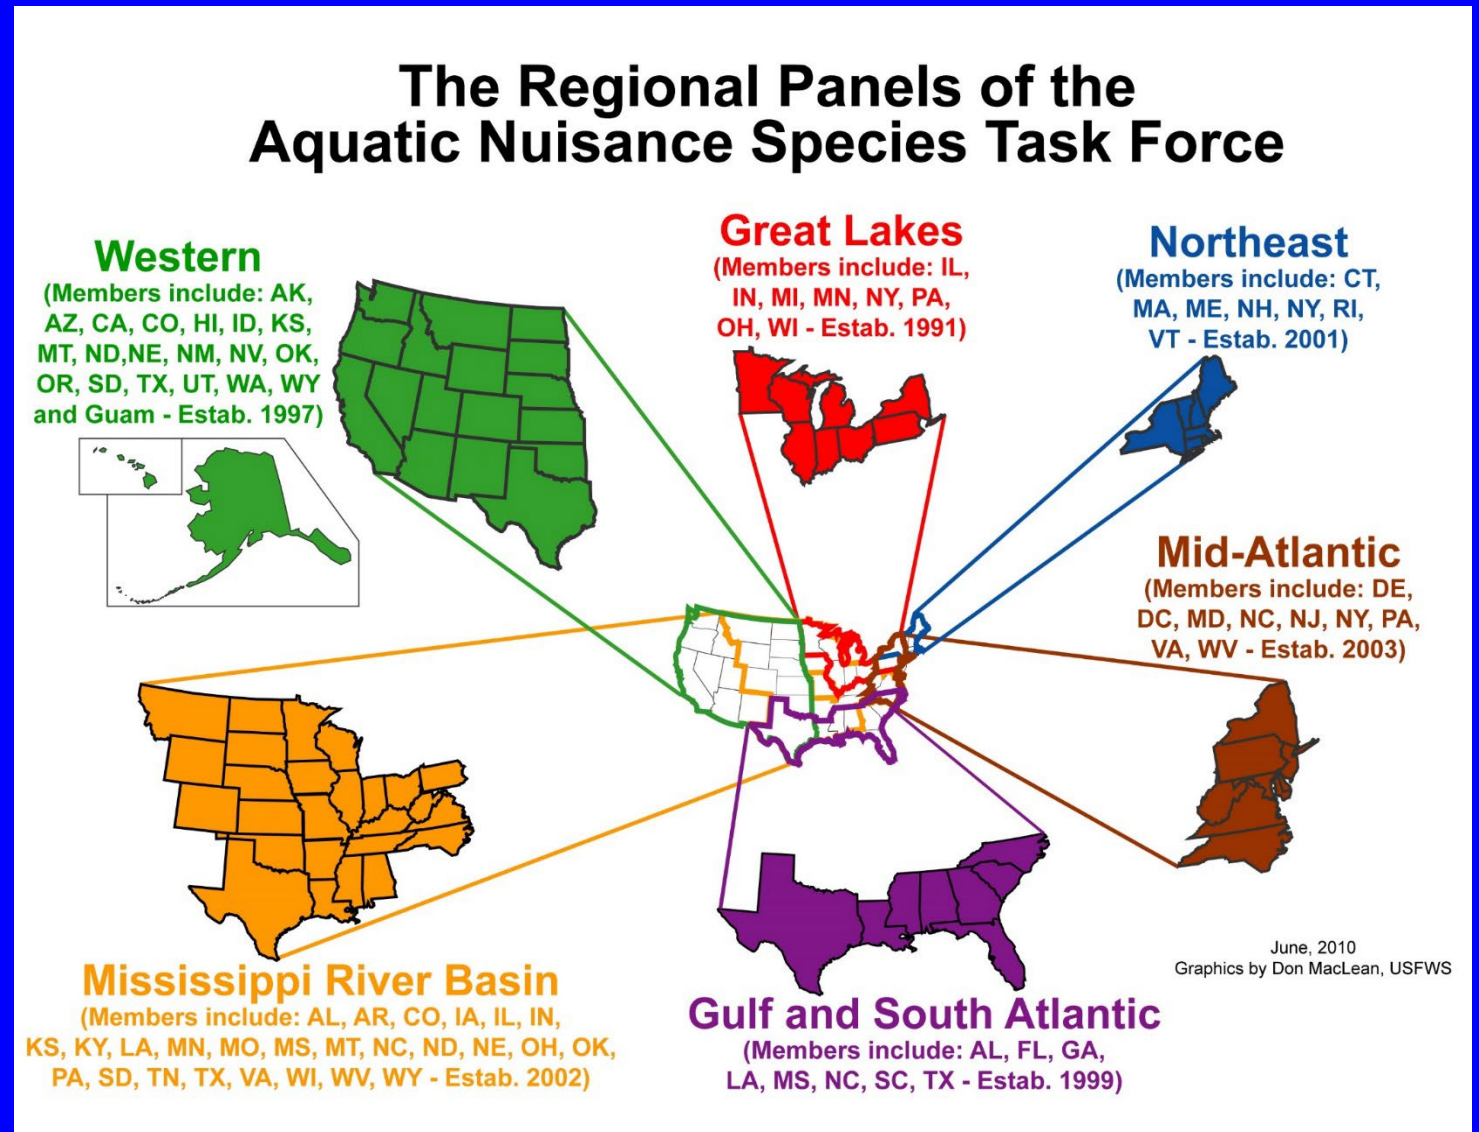 The Regional Panels of the
Aquatic Nuisance Species Task Force
Western
(Members include: AK,
AZ, CA, CO, HI, ID, KS,
MT, ND,NE, NM, NV, OK,
OR, SD, TX, UT, WA, WY
and Guam - Estab. 1997)
Great Lakes
(Members include: IL,
IN, MI, MN, NY, PA,
OH, WI - Estab. 1991)
Northeast
(Members include: CT,
MA, ME, NH, NY, RI,
VT - Estab. 2001)
Mid-Atlantic
(Members include: DE,
DC, MD, NC, NJ, NY, PA,
VA, WV - Estab. 2003)
Mississippi River Basin
(Members include: AL, AR, CO, IA, IL, IN,
KS, KY, LA, MN, MO, MS, MT, NC, ND, NE, OH, OK,
PA, SD, TN, TX, VA, WI, WV, WY - Estab. 2002)
Gulf and South Atlantic
(Members include: AL, FL, GA,
LA, MS, NC, SC, TX - Estab. 1999)
June, 2010
Graphics by Don MacLean, USFWS